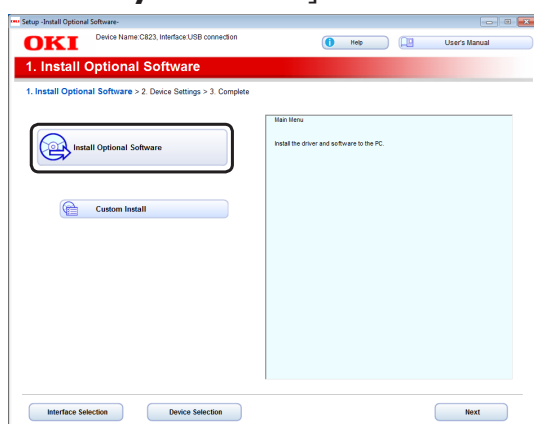 Setup -Install Optional Software-
OKI
Device Name:C823, Interface:USB connection
Help
User's Manual
1. Install Optional Software
1. Install Optional Software > 2. Device Settings > 3. Complete
Install Optional Software
Custom Install
Main Menu
Install the driver and software to the PC.
Interface Selection
Device Selection
Next